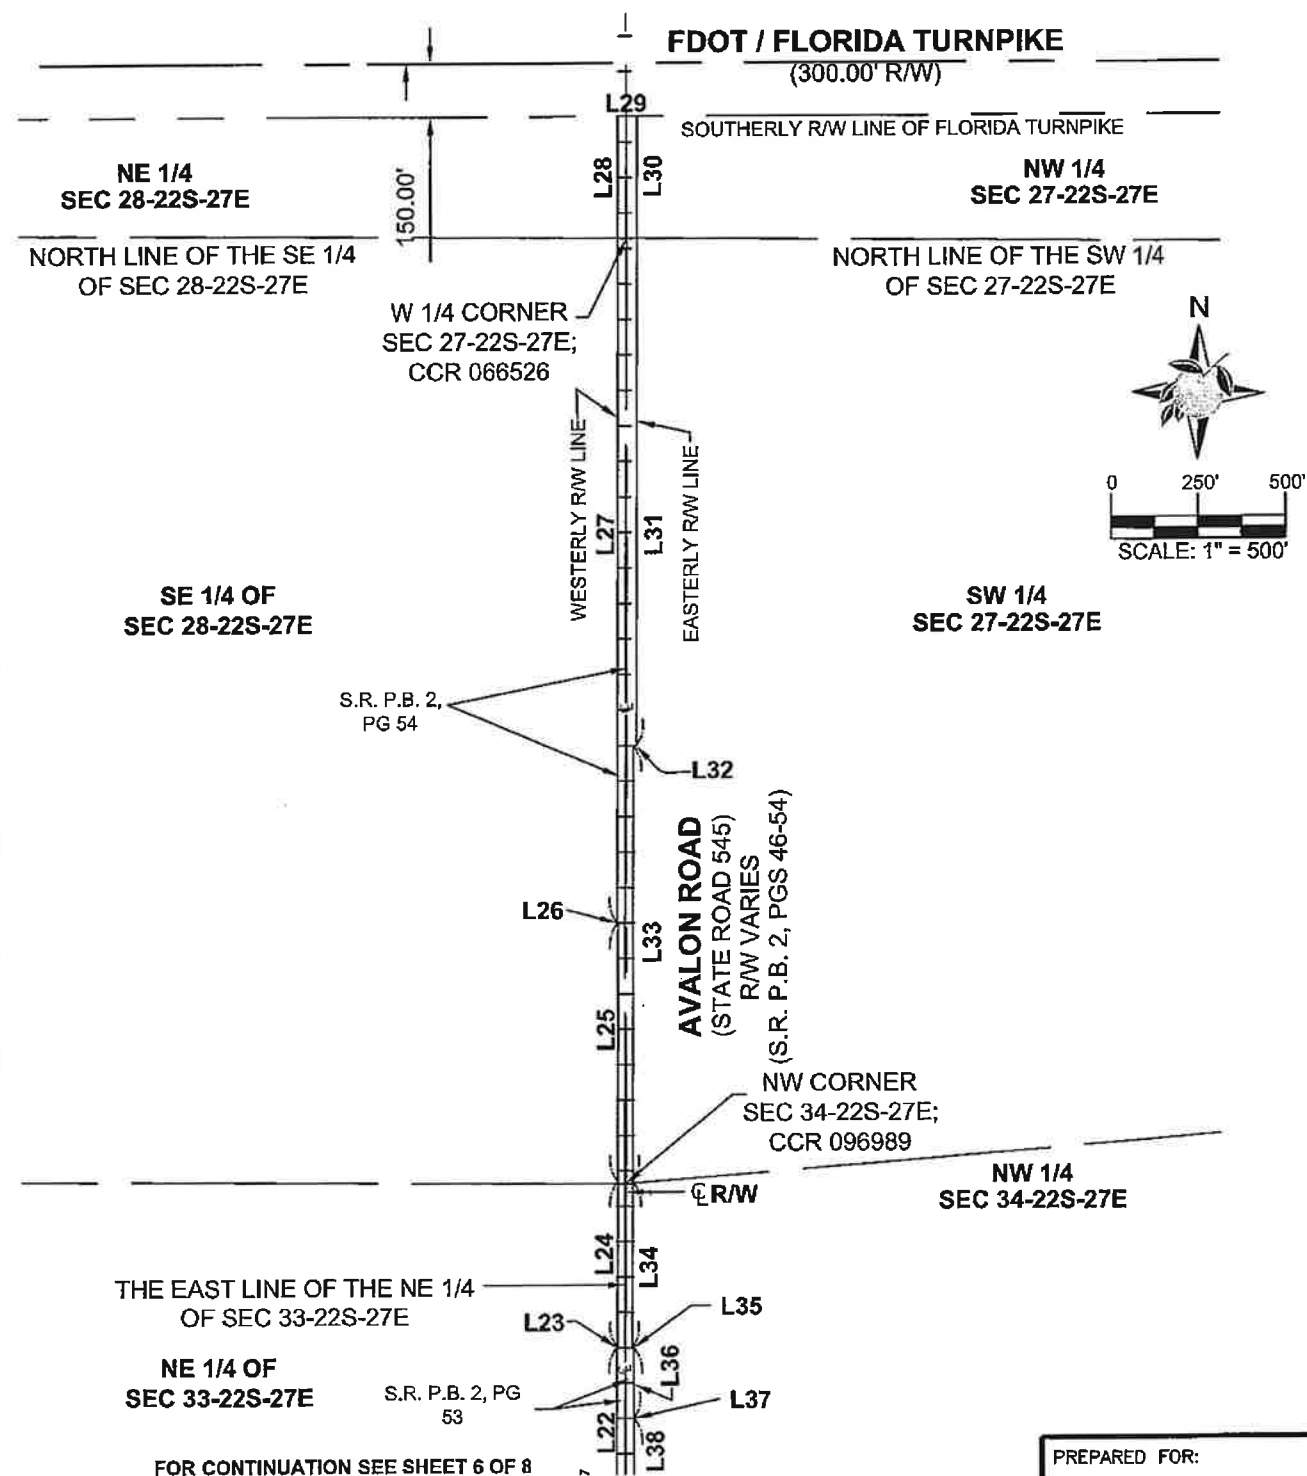 FDOT / FLORIDA TURNPIKE
(300.00' R/W)
L29
SOUTHERLY R/W LINE OF FLORIDA TURNPIKE
NE 1/4
SEC 28-22S-27E
150.00'
L28
L30
NW 1/4
SEC 27-22S-27E
NORTH LINE OF THE SE 1/4
OF SEC 28-22S-27E
NORTH LINE OF THE SW 1/4
OF SEC 27-22S-27E
W 1/4 CORNER
SEC 27-22S-27E;
CCR 066526
N
0 250' 500'
SCALE: 1" = 500'
WESTERLY R/W LINE
L27
L31
EASTERLY R/W LINE
SE 1/4 OF
SEC 28-22S-27E
SW 1/4
SEC 27-22S-27E
S.R. P.B. 2,
PG 54
L32
AVALON ROAD
(STATE ROAD 545)
R/W VARIES
(S.R. P.B. 2, PGS 46-54)
L26
L33
L25
NW CORNER
SEC 34-22S-27E;
CCR 096989
NW 1/4
SEC 34-22S-27E
℄ R/W
L24
L34
THE EAST LINE OF THE NE 1/4
OF SEC 33-22S-27E
L23
L35
NE 1/4 OF
SEC 33-22S-27E
L36
S.R. P.B. 2, PG
53
L37
L22
L38
FOR CONTINUATION SEE SHEET 6 OF 8
PREPARED FOR: